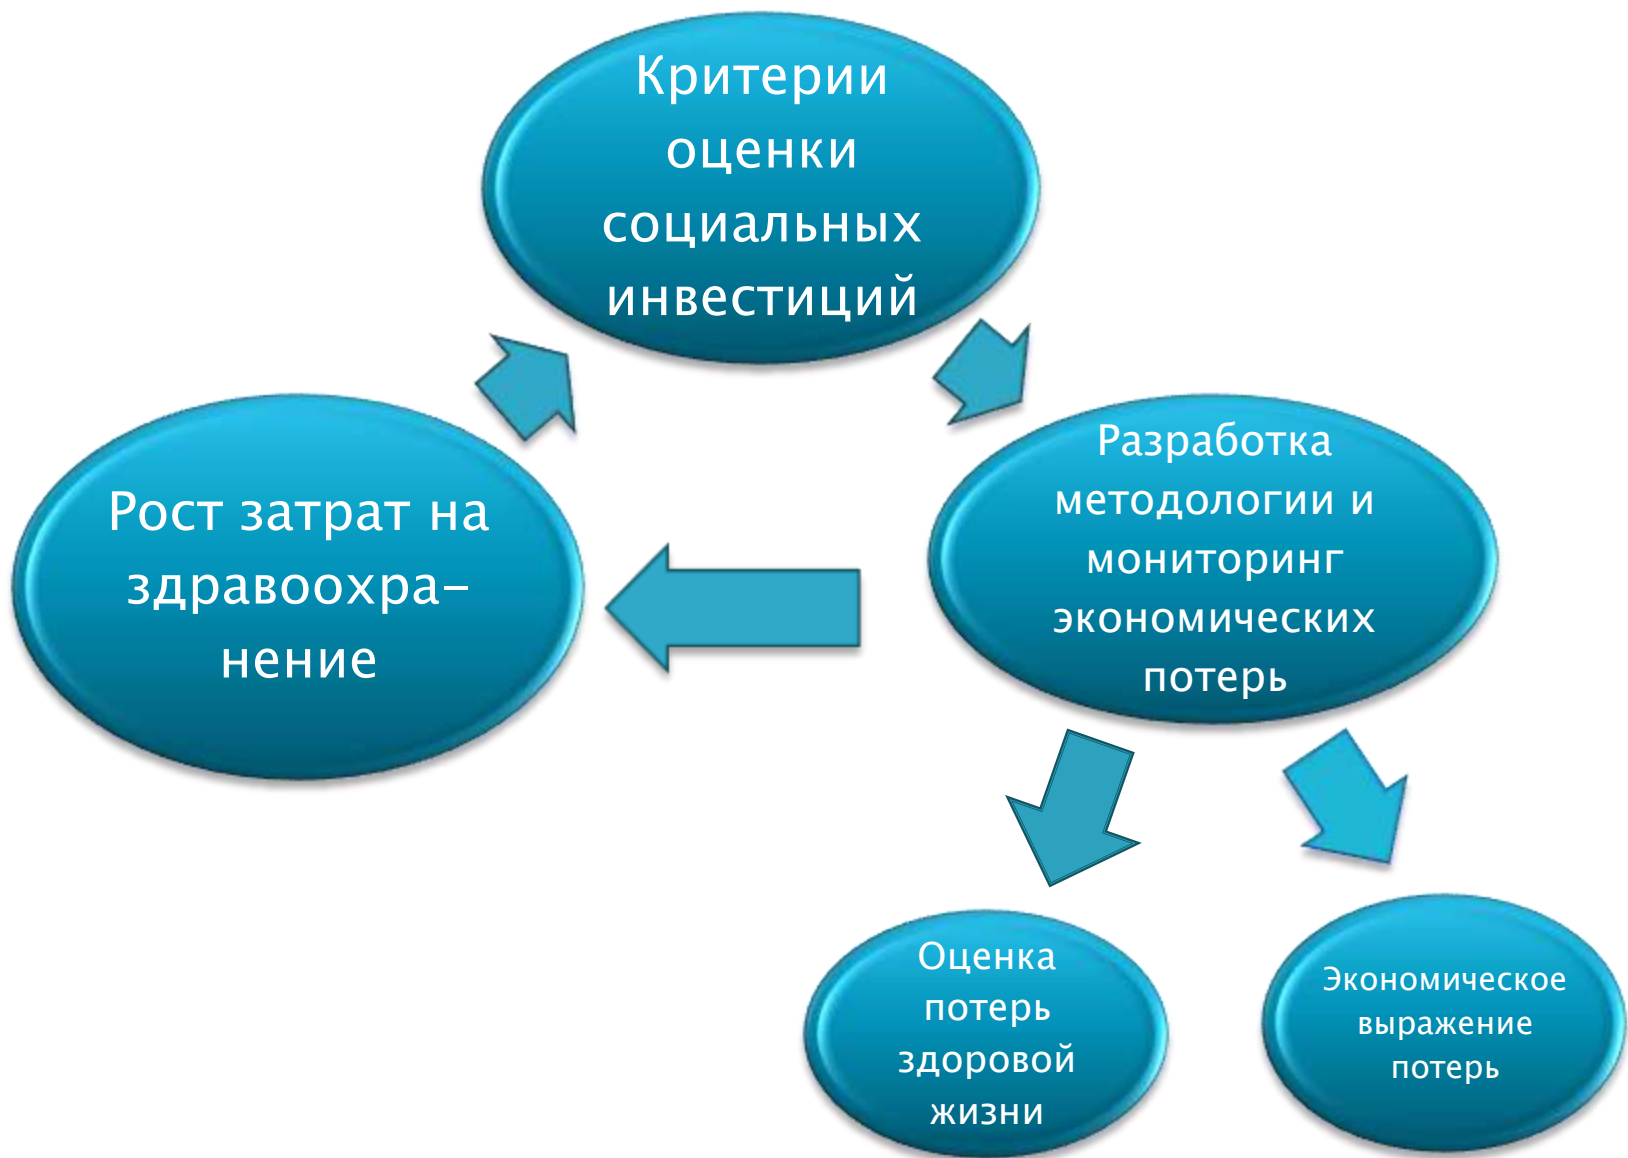 Критерии
оценки
социальных
инвестиций
Рост затрат на
здравоохра-
нение
Разработка
методологии и
мониторинг
экономических
потерь
Оценка
потерь
здоровой
жизни
Экономическое
выражение
потерь